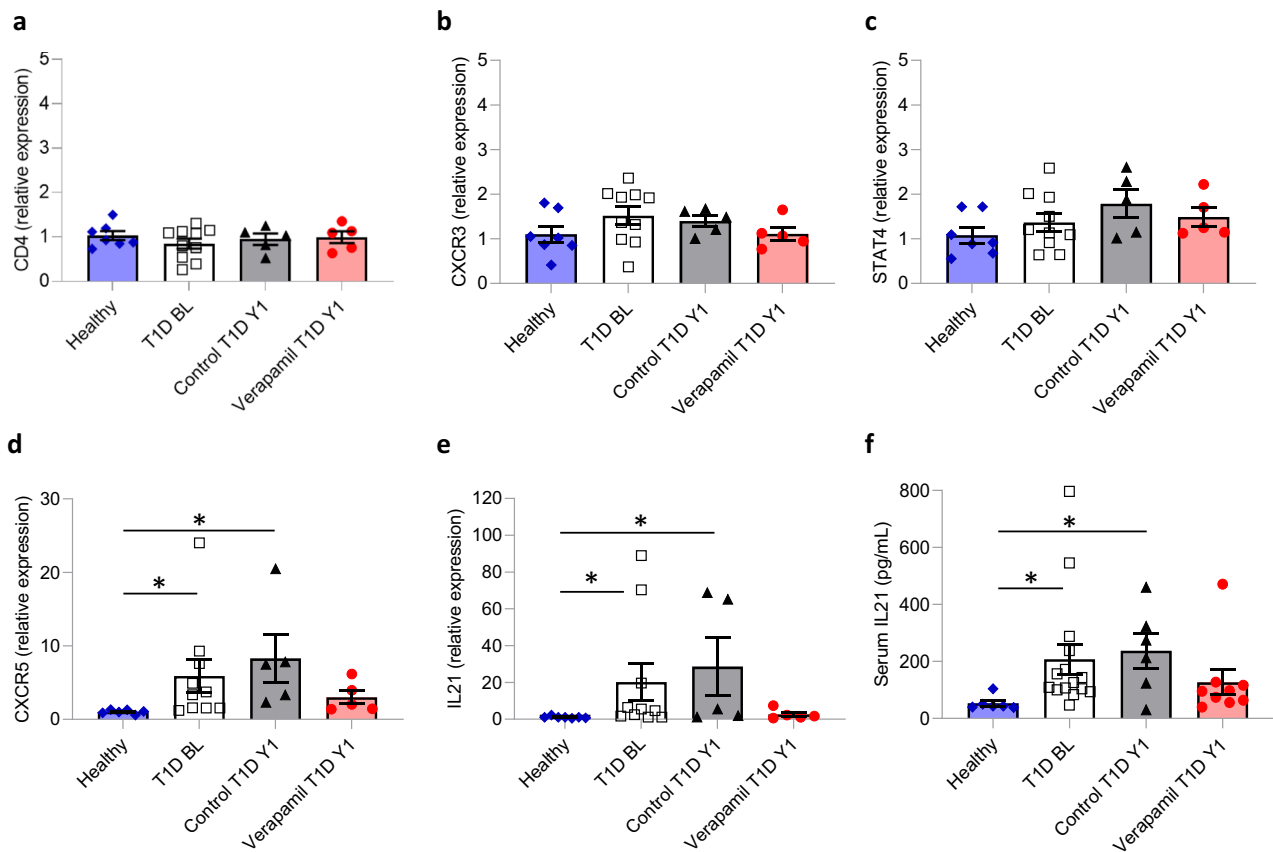 a
CD4 (relative expression)
5
4
3
2
1
0
Healthy
T1D BL
Control T1D Y1
Verapamil T1D Y1
b
CXCR3 (relative expression)
5
4
3
2
1
0
Healthy
T1D BL
Control T1D Y1
Verapamil T1D Y1
c
STAT4 (relative expression)
5
4
3
2
1
0
Healthy
T1D BL
Control T1D Y1
Verapamil T1D Y1
d
CXCR5 (relative expression)
30
20
10
0
*
*
Healthy
T1D BL
Control T1D Y1
Verapamil T1D Y1
e
IL21 (relative expression)
120
100
80
60
40
20
0
*
*
Healthy
T1D BL
Control T1D Y1
Verapamil T1D Y1
f
Serum IL21 (pg/mL)
800
600
400
200
0
*
*
Healthy
T1D BL
Control T1D Y1
Verapamil T1D Y1